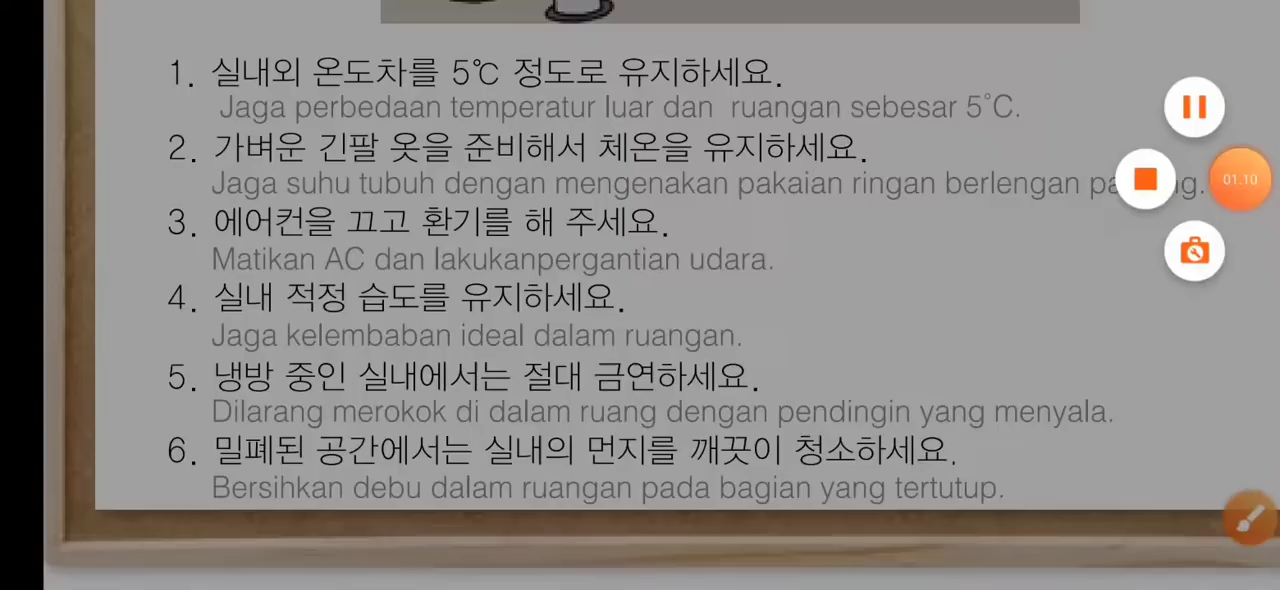 1. 실내외 온도차를 5℃ 정도로 유지하세요.
Jaga perbedaan temperatur luar dan ruangan sebesar 5°C.
2. 가벼운 긴팔 옷을 준비해서 체온을 유지하세요.
Jaga suhu tubuh dengan mengenakan pakaian ringan berlengan
3. 에어컨을 끄고 환기를 해 주세요.
Matikan AC dan lakukanpergantian udara.
4. 실내 적정 습도를 유지하세요.
Jaga kelembaban ideal dalam ruangan.
5. 냉방 중인 실내에서는 절대 금연하세요.
Dilarang merokok di dalam ruang dengan pendingin yang menyala.
6. 밀폐된 공간에서는 실내의 먼지를 깨끗이 청소하세요.
Bersihkan debu dalam ruangan pada bagian yang tertutup.
01.10